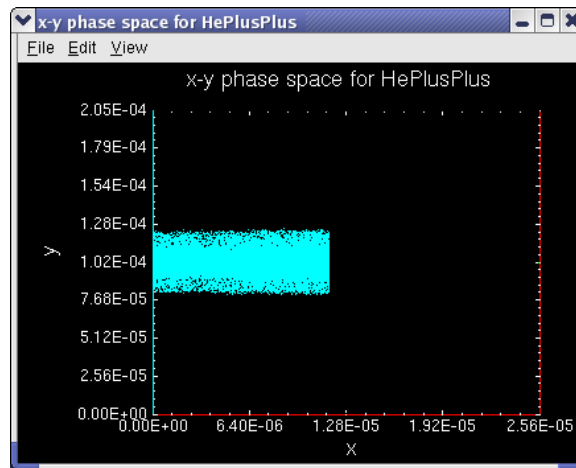 x-y phase space for HePlusPlus
File Edit View
x-y phase space for HePlusPlus
2.05E-04
1.79E-04
1.54E-04
1.28E-04
y
1.02E-04
7.68E-05
5.12E-05
2.56E-05
0.00E+00
0.00E+00 6.40E-06 1.28E-05 1.92E-05 2.56E-05
x